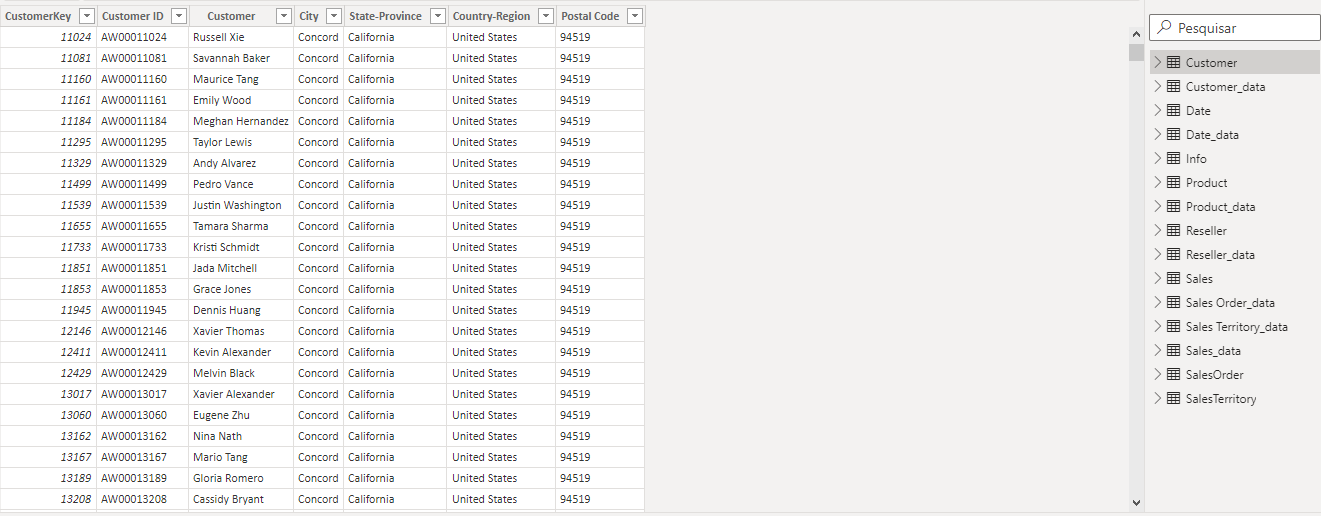 CustomerKey Customer ID Customer City State-Province Country-Region Postal Code
11024 AW00011024 Russell Xie Concord California United States 94519
11081 AW00011081 Savannah Baker Concord California United States 94519
11160 AW00011160 Maurice Tang Concord California United States 94519
11161 AW00011161 Emily Wood Concord California United States 94519
11184 AW00011184 Meghan Hernandez Concord California United States 94519
11295 AW00011295 Taylor Lewis Concord California United States 94519
11329 AW00011329 Andy Alvarez Concord California United States 94519
11499 AW00011499 Pedro Vance Concord California United States 94519
11539 AW00011539 Justin Washington Concord California United States 94519
11655 AW00011655 Tamara Sharma Concord California United States 94519
11733 AW00011733 Kristi Schmidt Concord California United States 94519
11851 AW00011851 Jada Mitchell Concord California United States 94519
11853 AW00011853 Grace Jones Concord California United States 94519
11945 AW00011945 Dennis Huang Concord California United States 94519
12146 AW00012146 Xavier Thomas Concord California United States 94519
12411 AW00012411 Kevin Alexander Concord California United States 94519
12429 AW00012429 Melvin Black Concord California United States 94519
13017 AW00013017 Xavier Alexander Concord California United States 94519
13060 AW00013060 Eugene Zhu Concord California United States 94519
13162 AW00013162 Nina Nath Concord California United States 94519
13167 AW00013167 Mario Tang Concord California United States 94519
13189 AW00013189 Gloria Romero Concord California United States 94519
13208 AW00013208 Cassidy Bryant Concord California United States 94519
Pesquisar
Customer
Customer_data
Date
Date_data
Info
Product
Product_data
Reseller
Reseller_data
Sales
Sales Order_data
Sales Territory_data
Sales_data
SalesOrder
SalesTerritory